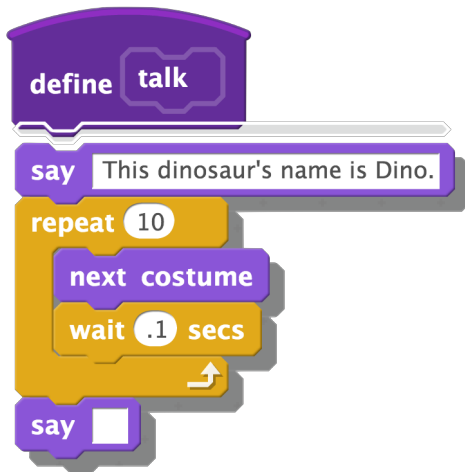 define talk
say This dinosaur's name is Dino.
repeat 10
next costume
wait .1 secs
say